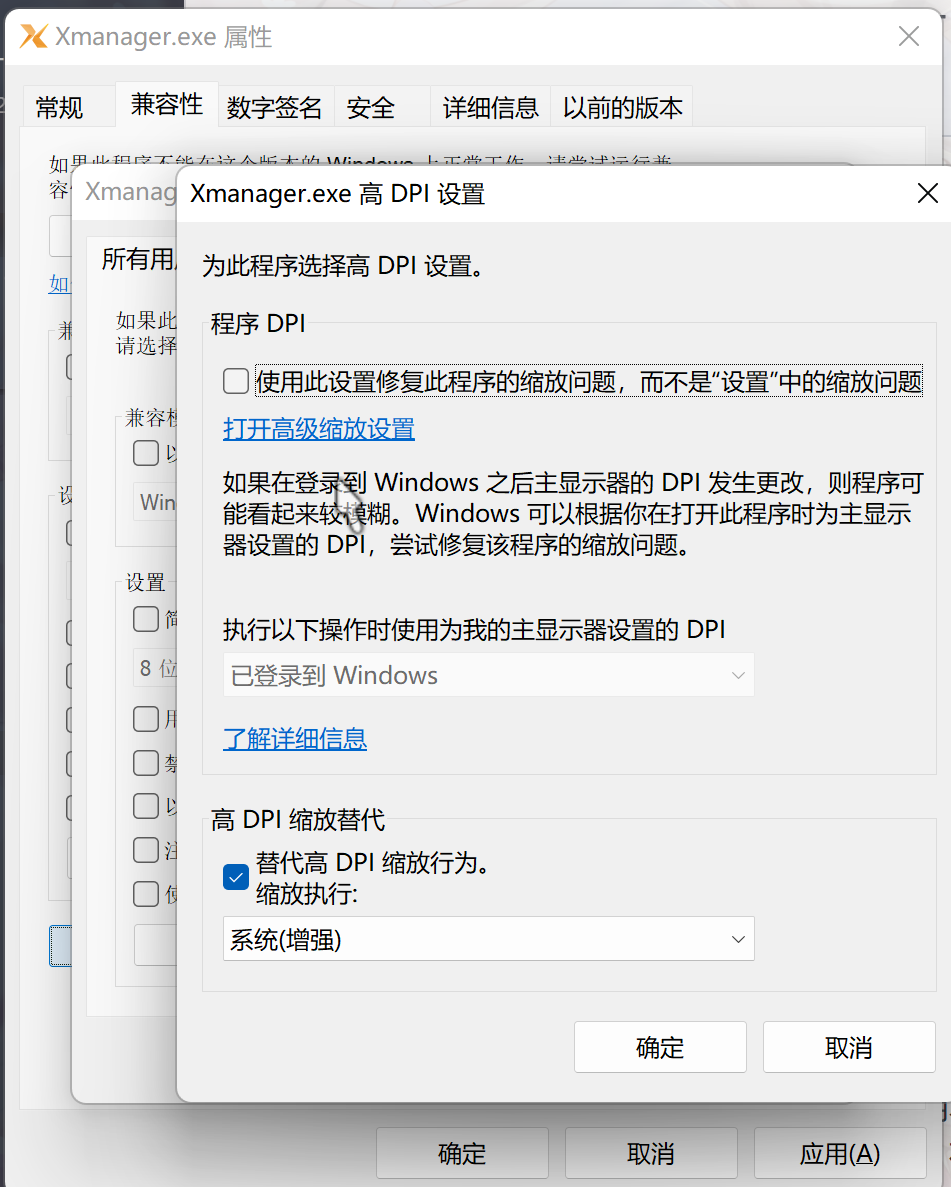 Xmanager.exe 属性
常规
兼容性
数字签名
安全
详细信息
以前的版本
如果此程序不能在这个版本的 Windows 上正常工作，请尝试运行兼
容
Xmanag
如
所有用
如果此
请选择
兼容模
以
Win
设置
简
8 位
用
禁
以
注
使
Xmanager.exe 高 DPI 设置
为此程序选择高 DPI 设置。
程序 DPI
使用此设置修复此程序的缩放问题，而不是“设置”中的缩放问题
打开高级缩放设置
如果在登录到 Windows 之后主显示器的 DPI 发生更改，则程序可
能看起来较模糊。Windows 可以根据你在打开此程序时为主显示
器设置的 DPI，尝试修复该程序的缩放问题。
执行以下操作时使用为我的主显示器设置的 DPI
已登录到 Windows
了解详细信息
高 DPI 缩放替代
替代高 DPI 缩放行为。
缩放执行:
系统(增强)
确定
取消
确定
取消
应用(A)